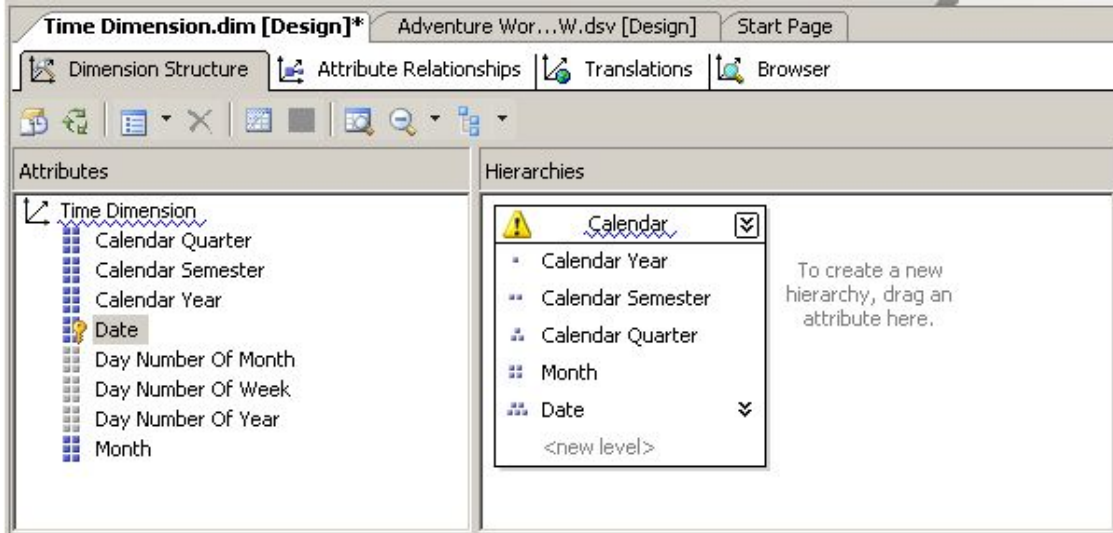 Time Dimension.dim [Design]* Adventure Wor...W.dsv [Design] Start Page
Dimension Structure Attribute Relationships Translations Browser
Attributes
Time Dimension
Calendar Quarter
Calendar Semester
Calendar Year
Date
Day Number Of Month
Day Number Of Week
Day Number Of Year
Month
Hierarchies
Calendar
Calendar Year
Calendar Semester
Calendar Quarter
Month
Date
<new level>
To create a new
hierarchy, drag an
attribute here.